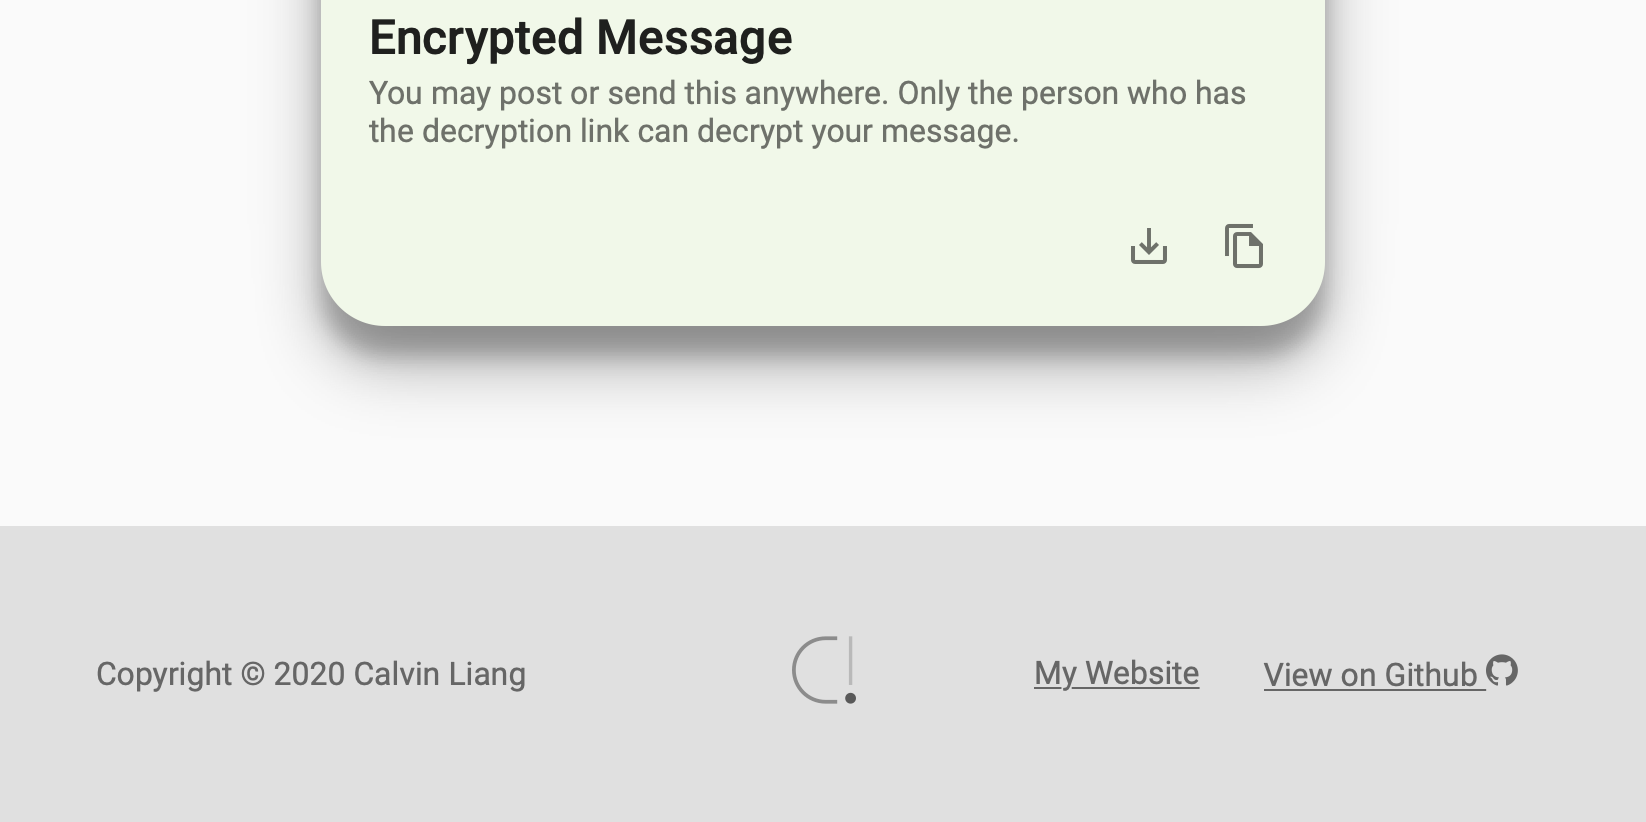 Encrypted Message
You may post or send this anywhere. Only the person who has
the decryption link can decrypt your message.
Copyright © 2020 Calvin Liang
My Website
View on Github